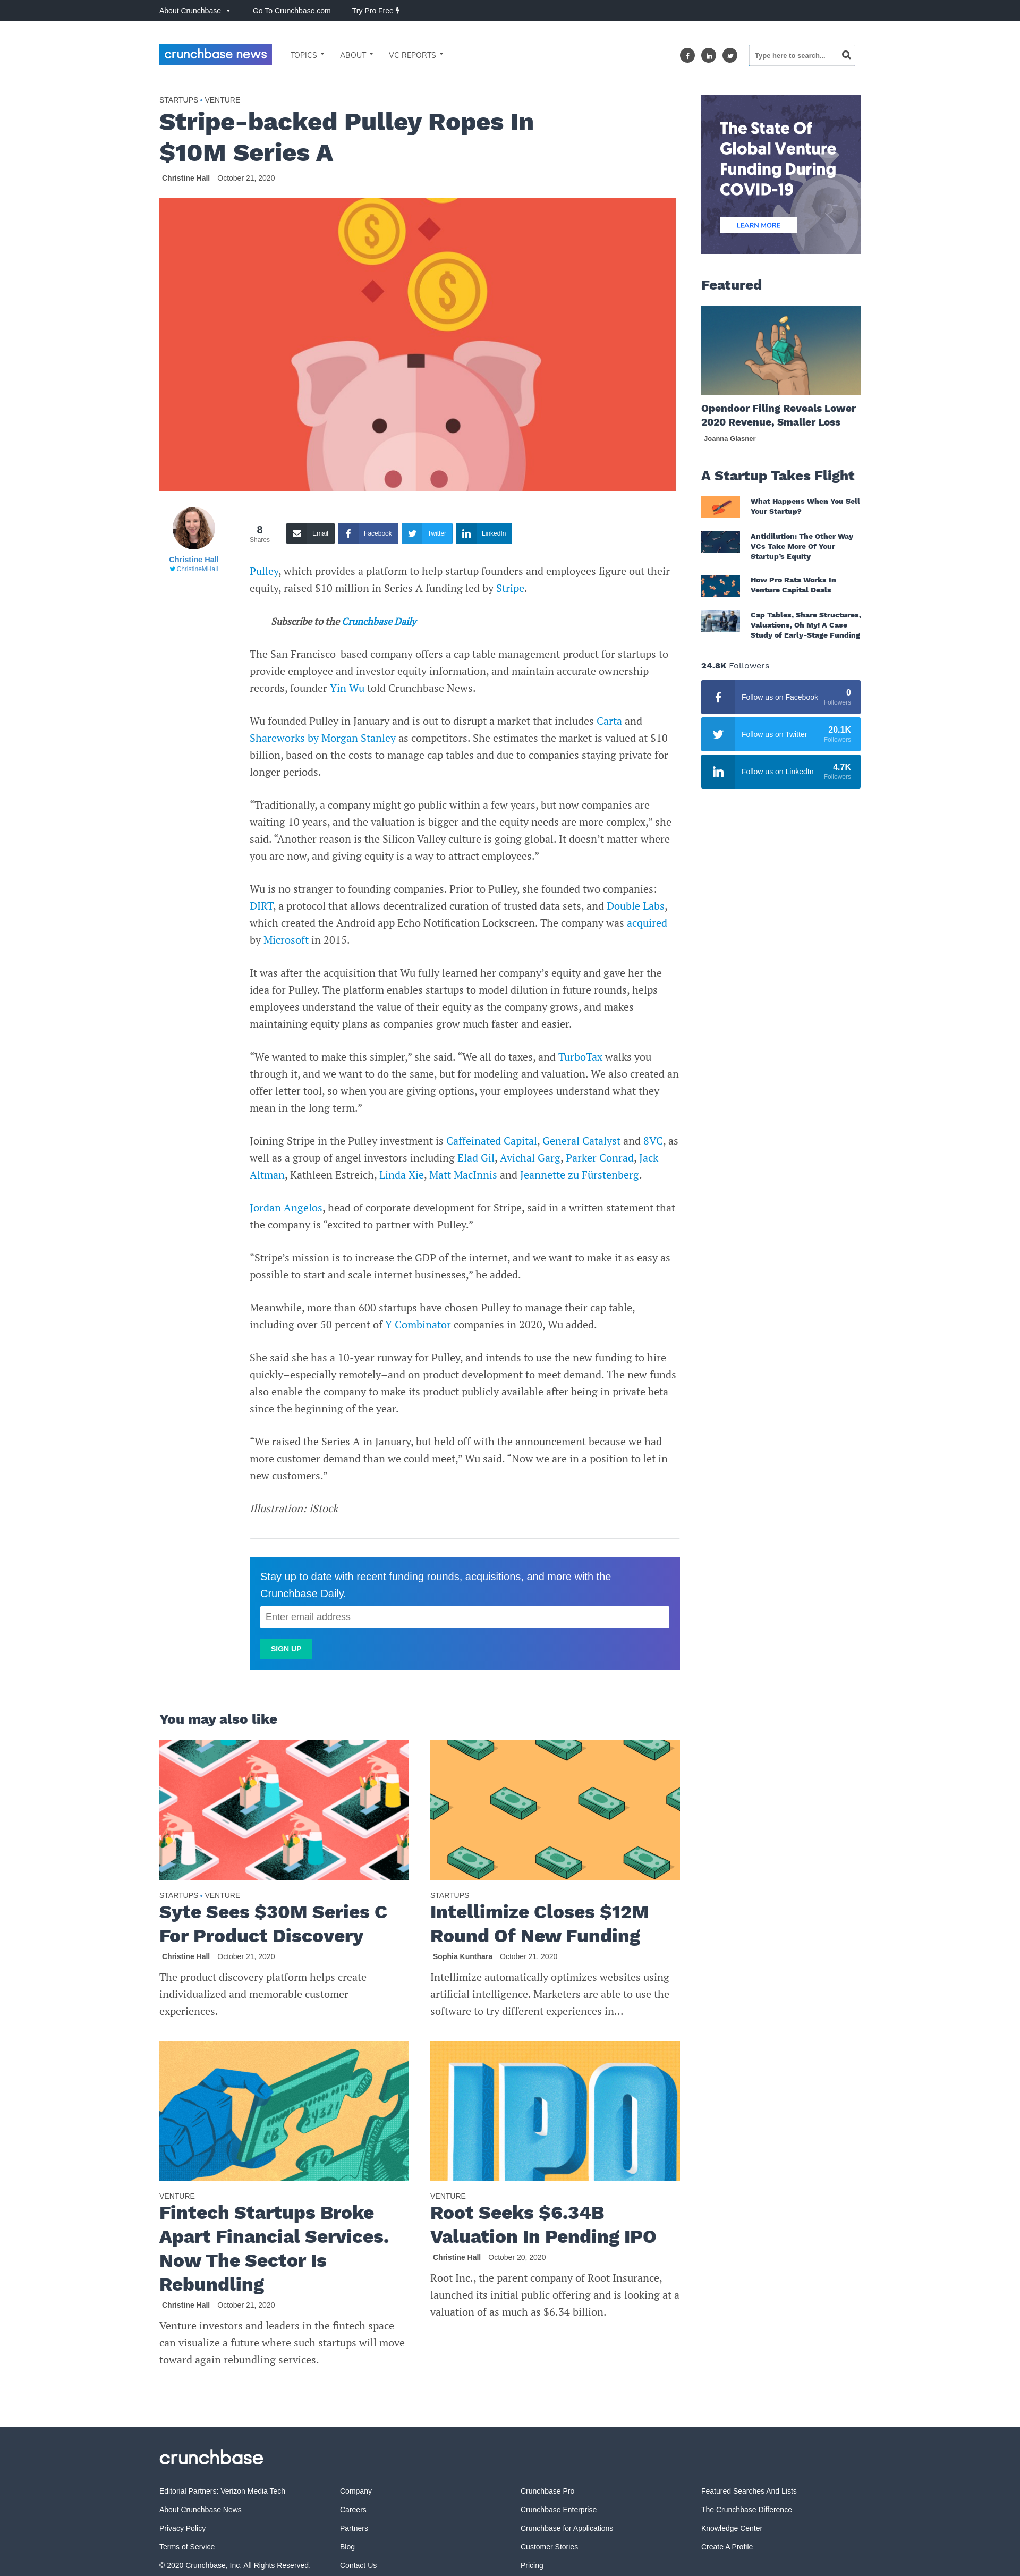 About Crunchbase
Go To Crunchbase.com
Try Pro Free
crunchbase news
TOPICS
ABOUT
VC REPORTS
Type here to search...
STARTUPS • VENTURE
Stripe-backed Pulley Ropes In
$10M Series A
Christine Hall October 21, 2020
8
Shares
Email
Facebook
Twitter
LinkedIn
Christine Hall
ChristineMHall
Pulley, which provides a platform to help startup founders and employees figure out their
equity, raised $10 million in Series A funding led by Stripe.
Subscribe to the Crunchbase Daily
The San Francisco-based company offers a cap table management product for startups to
provide employee and investor equity information, and maintain accurate ownership
records, founder Yin Wu told Crunchbase News.
Wu founded Pulley in January and is out to disrupt a market that includes Carta and
Shareworks by Morgan Stanley as competitors. She estimates the market is valued at $10
billion, based on the costs to manage cap tables and due to companies staying private for
longer periods.
“Traditionally, a company might go public within a few years, but now companies are
waiting 10 years, and the valuation is bigger and the equity needs are more complex,” she
said. “Another reason is the Silicon Valley culture is going global. It doesn’t matter where
you are now, and giving equity is a way to attract employees.”
Wu is no stranger to founding companies. Prior to Pulley, she founded two companies:
DIRT, a protocol that allows decentralized curation of trusted data sets, and Double Labs,
which created the Android app Echo Notification Lockscreen. The company was acquired
by Microsoft in 2015.
It was after the acquisition that Wu fully learned her company’s equity and gave her the
idea for Pulley. The platform enables startups to model dilution in future rounds, helps
employees understand the value of their equity as the company grows, and makes
maintaining equity plans as companies grow much faster and easier.
“We wanted to make this simpler,” she said. “We all do taxes, and TurboTax walks you
through it, and we want to do the same, but for modeling and valuation. We also created an
offer letter tool, so when you are giving options, your employees understand what they
mean in the long term.”
Joining Stripe in the Pulley investment is Caffeinated Capital, General Catalyst and 8VC, as
well as a group of angel investors including Elad Gil, Avichal Garg, Parker Conrad, Jack
Altman, Kathleen Estreich, Linda Xie, Matt MacInnis and Jeannette zu Fürstenberg.
Jordan Angelos, head of corporate development for Stripe, said in a written statement that
the company is “excited to partner with Pulley.”
“Stripe’s mission is to increase the GDP of the internet, and we want to make it as easy as
possible to start and scale internet businesses,” he added.
Meanwhile, more than 600 startups have chosen Pulley to manage their cap table,
including over 50 percent of Y Combinator companies in 2020, Wu added.
She said she has a 10-year runway for Pulley, and intends to use the new funding to hire
quickly–especially remotely–and on product development to meet demand. The new funds
also enable the company to make its product publicly available after being in private beta
since the beginning of the year.
“We raised the Series A in January, but held off with the announcement because we had
more customer demand than we could meet,” Wu said. “Now we are in a position to let in
new customers.”
Illustration: iStock
Stay up to date with recent funding rounds, acquisitions, and more with the
Crunchbase Daily.
Enter email address
SIGN UP
The State Of
Global Venture
Funding During
COVID-19
LEARN MORE
Featured
Opendoor Filing Reveals Lower
2020 Revenue, Smaller Loss
Joanna Glasner
A Startup Takes Flight
What Happens When You Sell
Your Startup?
Antidilution: The Other Way
VCs Take More Of Your
Startup’s Equity
How Pro Rata Works In
Venture Capital Deals
Cap Tables, Share Structures,
Valuations, Oh My! A Case
Study of Early-Stage Funding
24.8K Followers
Follow us on Facebook
0
Followers
Follow us on Twitter
20.1K
Followers
Follow us on LinkedIn
4.7K
Followers
You may also like
STARTUPS • VENTURE
Syte Sees $30M Series C
For Product Discovery
Christine Hall October 21, 2020
The product discovery platform helps create
individualized and memorable customer
experiences.
STARTUPS
Intellimize Closes $12M
Round Of New Funding
Sophia Kunthara October 21, 2020
Intellimize automatically optimizes websites using
artificial intelligence. Marketers are able to use the
software to try different experiences in...
VENTURE
Fintech Startups Broke
Apart Financial Services.
Now The Sector Is
Rebundling
Christine Hall October 21, 2020
Venture investors and leaders in the fintech space
can visualize a future where such startups will move
toward again rebundling services.
IPO
VENTURE
Root Seeks $6.34B
Valuation In Pending IPO
Christine Hall October 20, 2020
Root Inc., the parent company of Root Insurance,
launched its initial public offering and is looking at a
valuation of as much as $6.34 billion.
crunchbase
Editorial Partners: Verizon Media Tech
About Crunchbase News
Privacy Policy
Terms of Service
© 2020 Crunchbase, Inc. All Rights Reserved.
Company
Careers
Partners
Blog
Contact Us
Crunchbase Pro
Crunchbase Enterprise
Crunchbase for Applications
Customer Stories
Pricing
Featured Searches And Lists
The Crunchbase Difference
Knowledge Center
Create A Profile